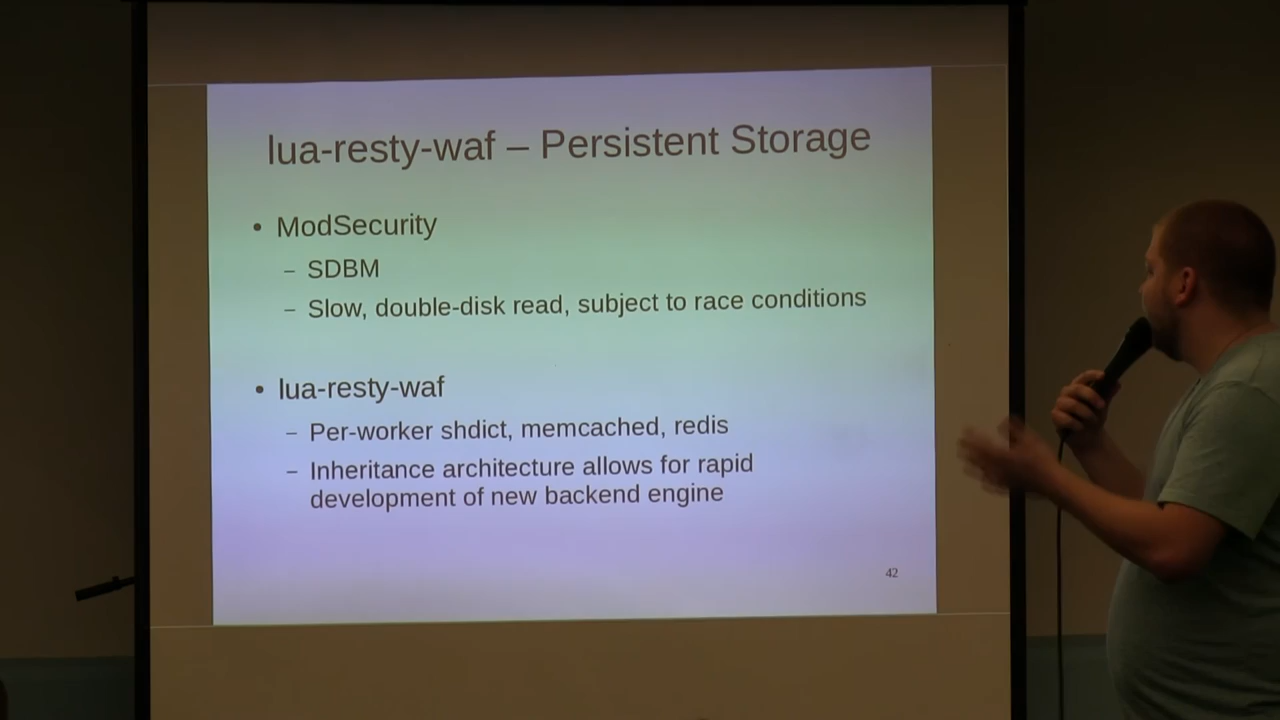 lua-resty-waf – Persistent Storage
• ModSecurity
– SDBM
– Slow, double-disk read, subject to race conditions
• lua-resty-waf
– Per-worker shdict, memcached, redis
– Inheritance architecture allows for rapid
development of new backend engine
42